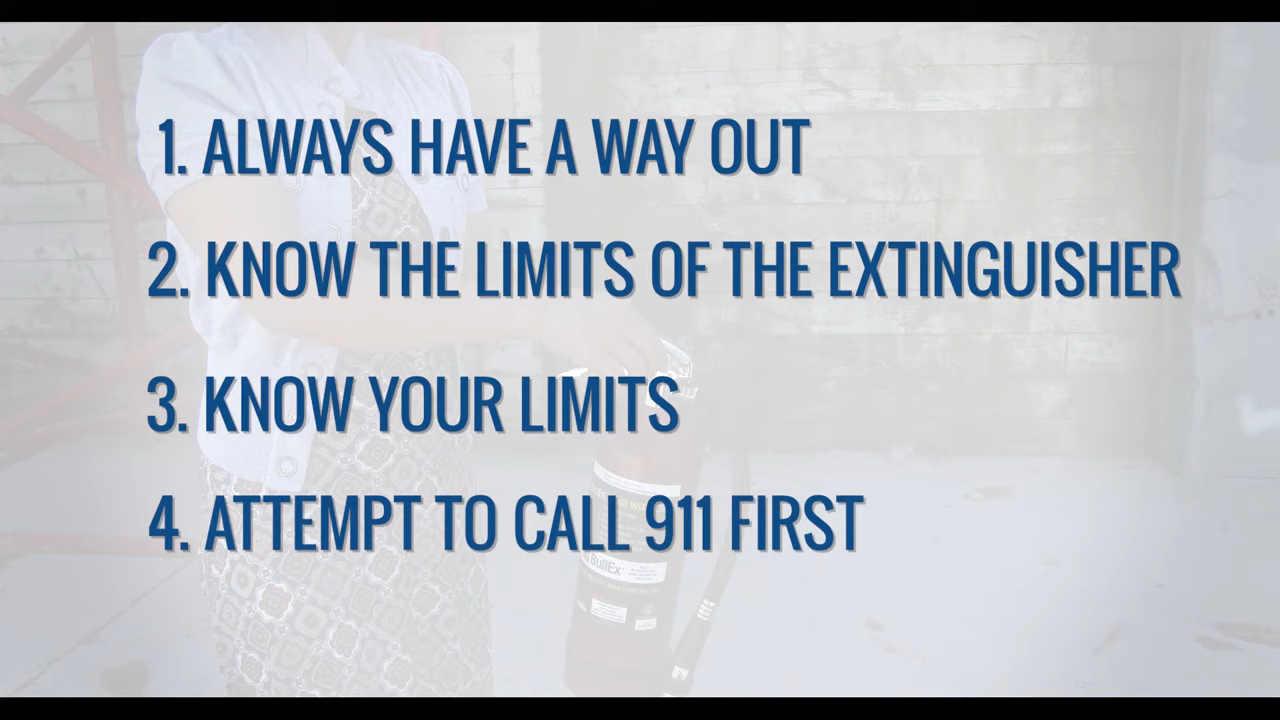 1. ALWAYS HAVE A WAY OUT
2. KNOW THE LIMITS OF THE EXTINGUISHER
3. KNOW YOUR LIMITS
4. ATTEMPT TO CALL 911 FIRST
BullEx